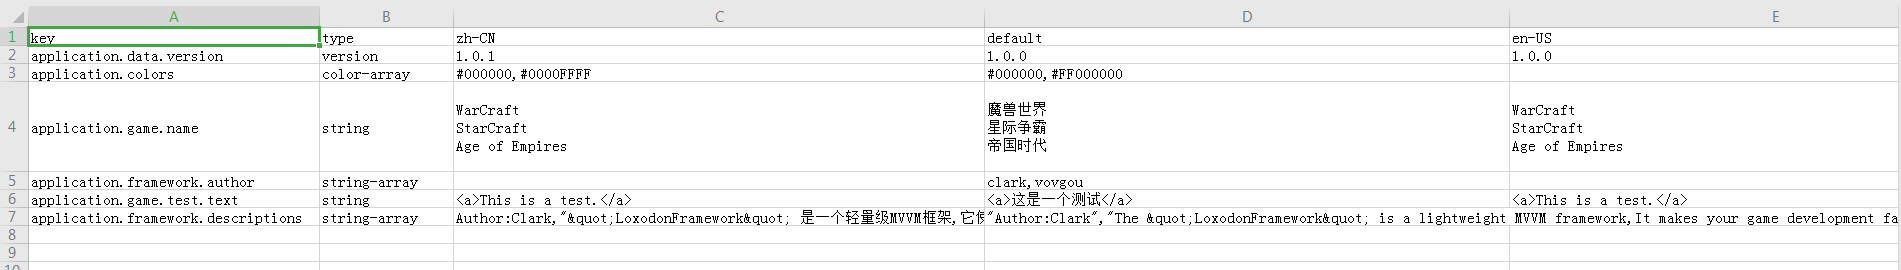 A B C D E
1 key type zh-CN default en-US
2 application.data.version version 1.0.1 1.0.0 1.0.0
3 application.colors color-array #000000,#0000FFFF #000000,#FF000000
4 application.game.name string
WarCraft 魔兽世界 WarCraft
StarCraft 星际争霸 StarCraft
Age of Empires 帝国时代 Age of Empires
5 application.framework.author string-array clark,vovgou
6 application.game.test.text string <a>This is a test.</a> <a>这是一个测试</a> <a>This is a test.</a>
7 application.framework.descriptions string-array Author:Clark,"&quot;LoxodonFramework&quot; 是一个轻量级MVVM框架,它 "Author:Clark","The &quot;LoxodonFramework&quot; is a lightweight MVVM framework,It makes your game development fa
8
9
10